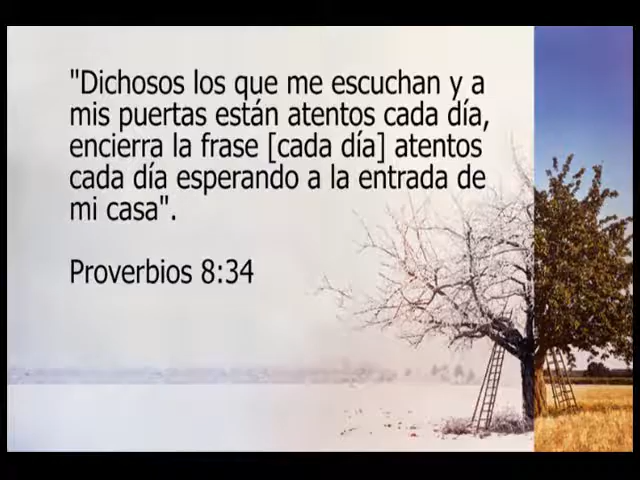 "Dichosos los que me escuchan y a
mis puertas están atentos cada día,
encierra la frase [cada día] atentos
cada día esperando a la entrada de
mi casa".
Proverbios 8:34